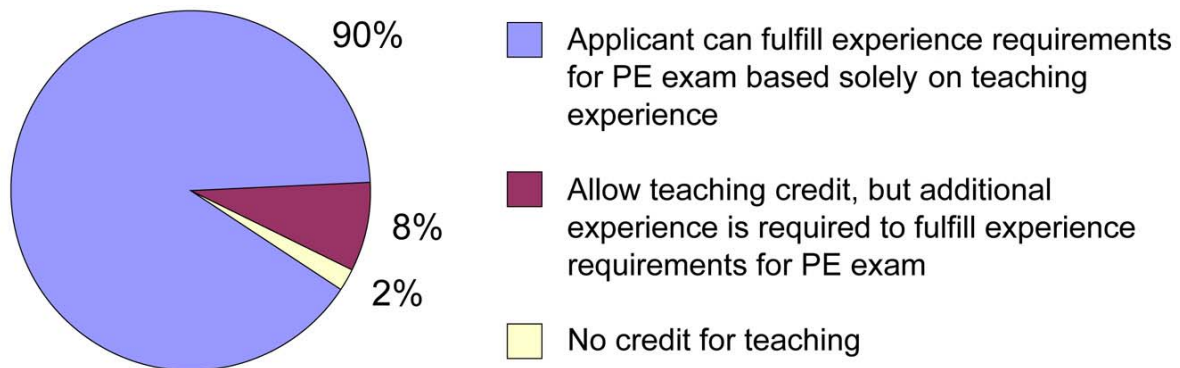 90%
8%
2%
Applicant can fulfill experience requirements
for PE exam based solely on teaching
experience
Allow teaching credit, but additional
experience is required to fulfill experience
requirements for PE exam
No credit for teaching